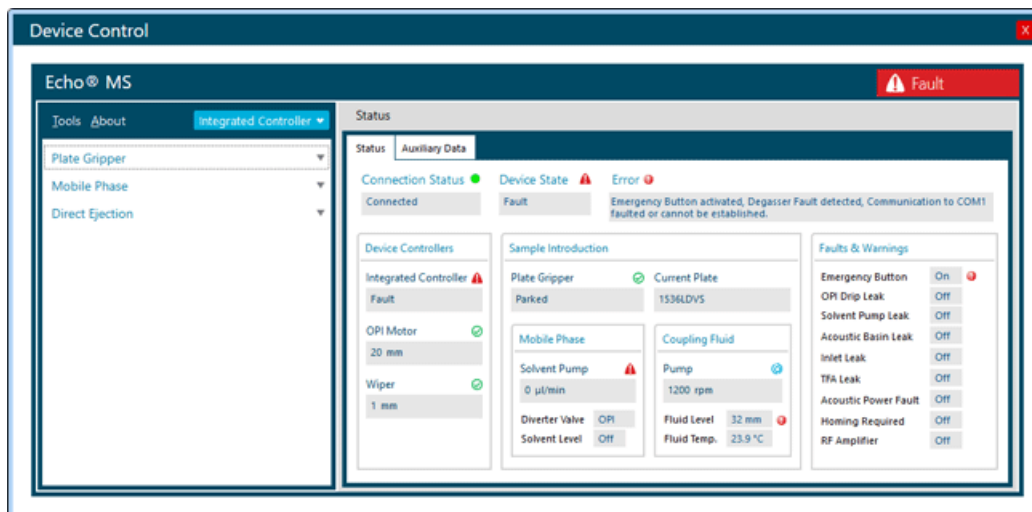 Device Control
X
Echo® MS
Fault
Tools About
Integrated Controller
Plate Gripper
Mobile Phase
Direct Ejection
Status
Status
Auxiliary Data
Connection Status
Device State
Error
Connected
Fault
Emergency Button activated, Degasser Fault detected, Communication to COM1
faulted or cannot be established.
Device Controllers
Integrated Controller
Fault
OPI Motor
20 mm
Wiper
1 mm
Sample Introduction
Plate Gripper
Parked
Current Plate
1536LDVS
Mobile Phase
Solvent Pump
0 µl/min
Diverter Valve OPI
Solvent Level Off
Coupling Fluid
Pump
1200 rpm
Fluid Level 32 mm
Fluid Temp. 23.9 °C
Faults & Warnings
Emergency Button On
OPI Drip Leak Off
Solvent Pump Leak Off
Acoustic Basin Leak Off
Inlet Leak Off
TFA Leak Off
Acoustic Power Fault Off
Homing Required Off
RF Amplifier Off